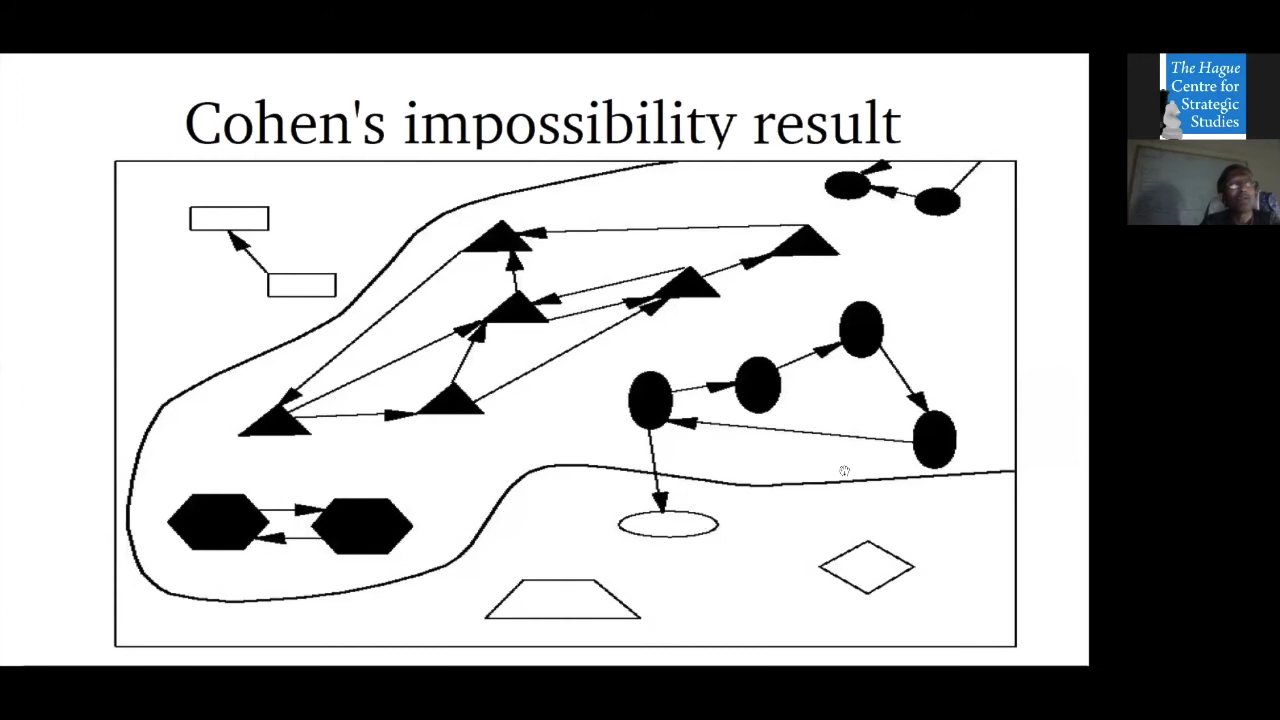 Cohen's impossibility result
The Hague
Centre for
Strategic
Studies